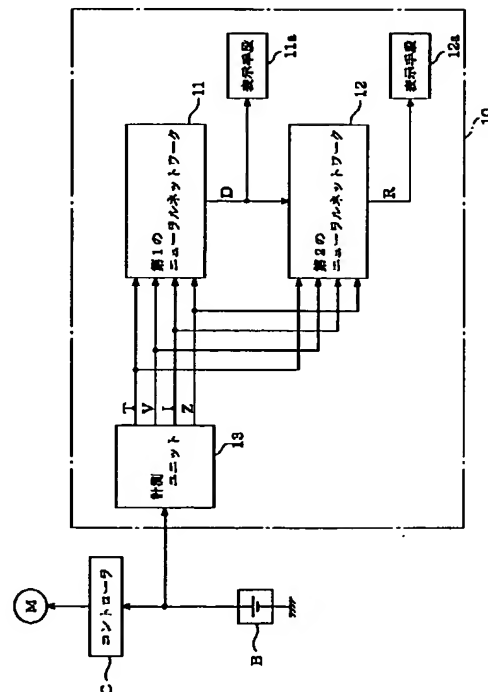 M
コントローラ
C
B
計測
ユニット
13
T
V
I
Z
第1の
ニューラルネットワーク
11
D
表示手段
11a
第2の
ニューラルネットワーク
12
R
表示手段
12a
10